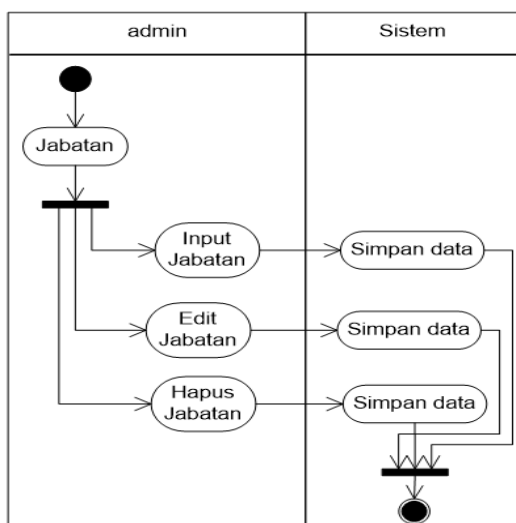 admin
Sistem
Jabatan
Input
Jabatan
Simpan data
Edit
Jabatan
Simpan data
Hapus
Jabatan
Simpan data